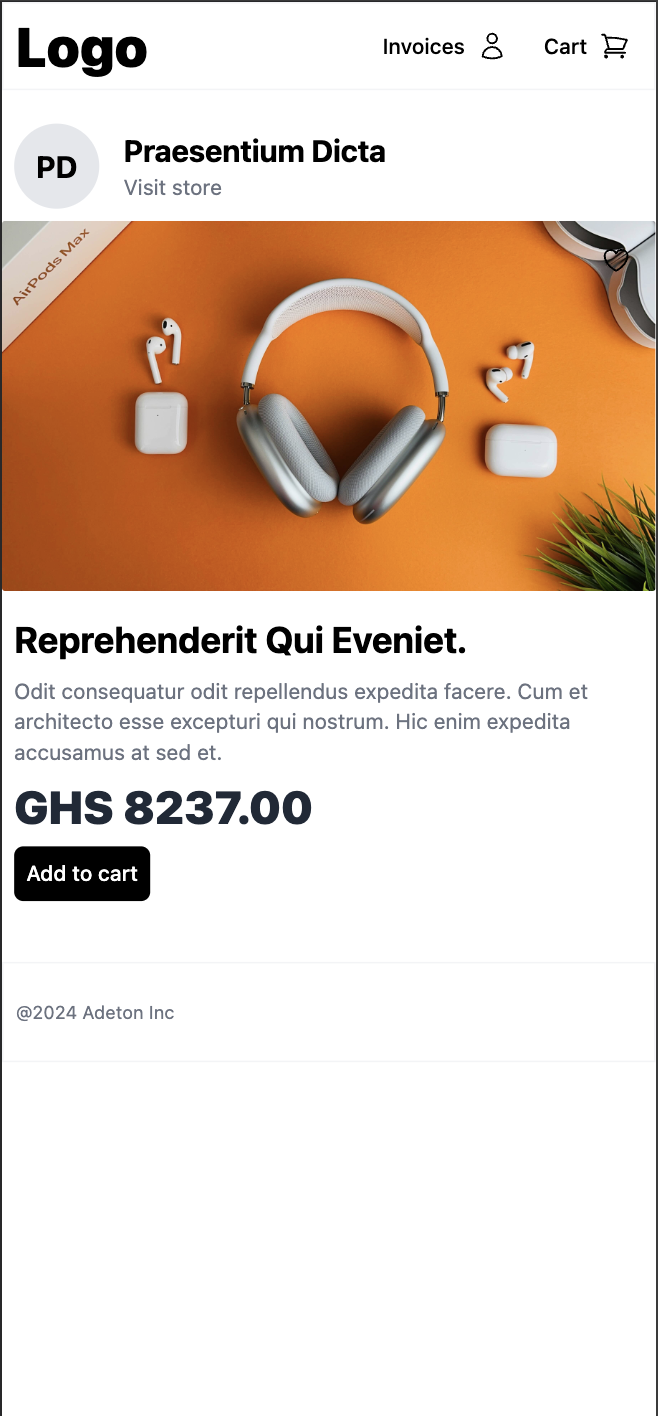 Logo
Invoices
Cart
PD
Praesentium Dicta
Visit store
AirPods Max
Reprehenderit Qui Eveniet.
Odit consequatur odit repellendus expedita facere. Cum et
architecto esse excepturi qui nostrum. Hic enim expedita
accusamus at sed et.
GHS 8237.00
Add to cart
@2024 Adeton Inc